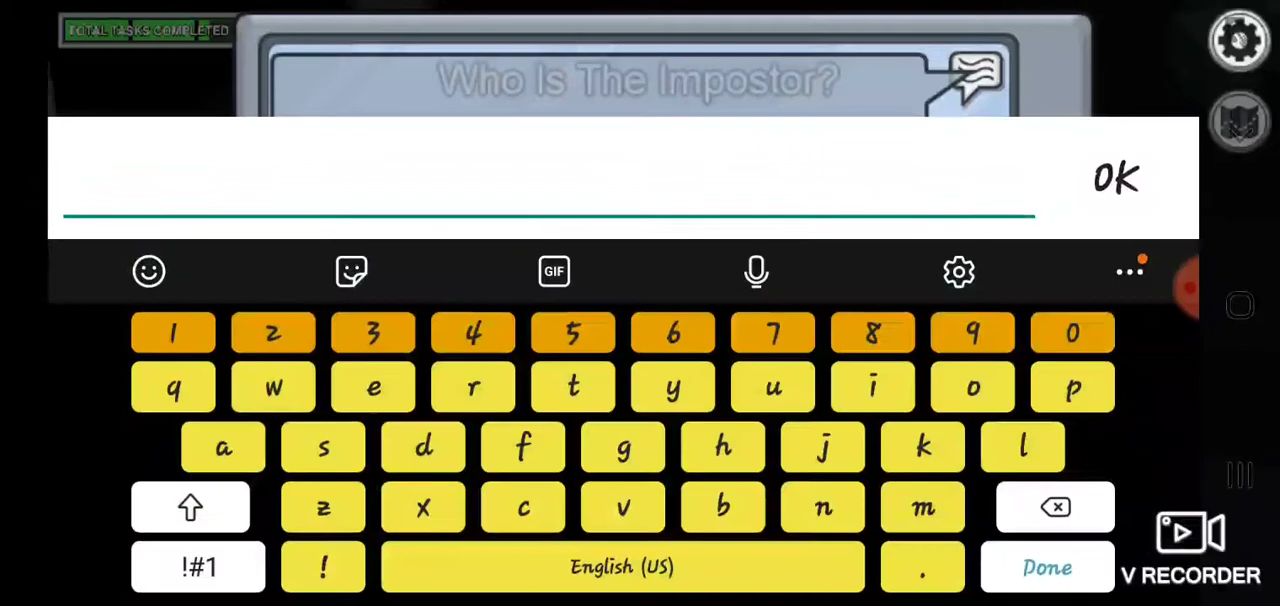 TOTAL TASKS COMPLETED
Who Is The Impostor?
OK
GIF
1 2 3 4 5 6 7 8 9 0
q w e r t y u i o p
a s d f g h j k l
z x c v b n m
!#1 ! English (US) . Done
V RECORDER